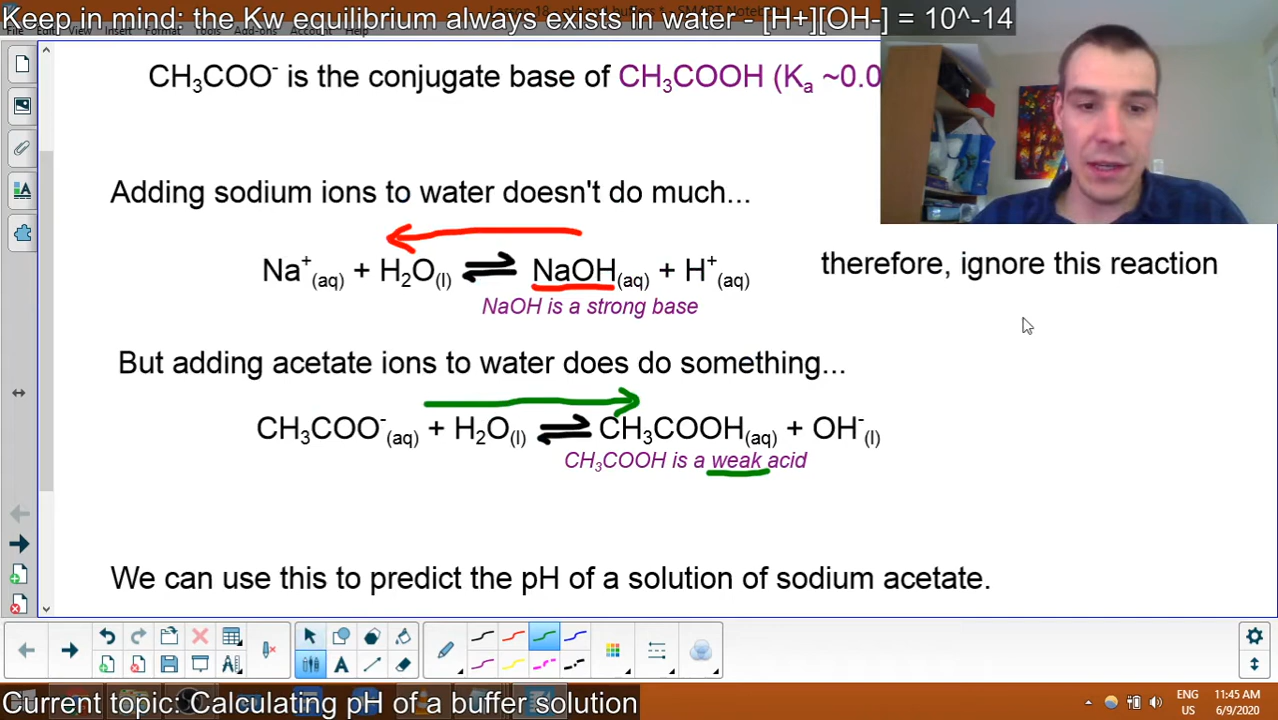 Keep in mind: the Kw equilibrium always exists in water - [H+][OH-] = 10^-14
CH₃COO⁻ is the conjugate base of CH₃COOH (Kₐ ~0.0
Adding sodium ions to water doesn't do much...
Na⁺(aq) + H₂O(l) ⇌ NaOH(aq) + H⁺(aq)
therefore, ignore this reaction
NaOH is a strong base
But adding acetate ions to water does do something...
CH₃COO⁻(aq) + H₂O(l) ⇌ CH₃COOH(aq) + OH⁻(l)
CH₃COOH is a weak acid
We can use this to predict the pH of a solution of sodium acetate.
Current topic: Calculating pH of a buffer solution
ENG
US
11:45 AM
6/9/2020